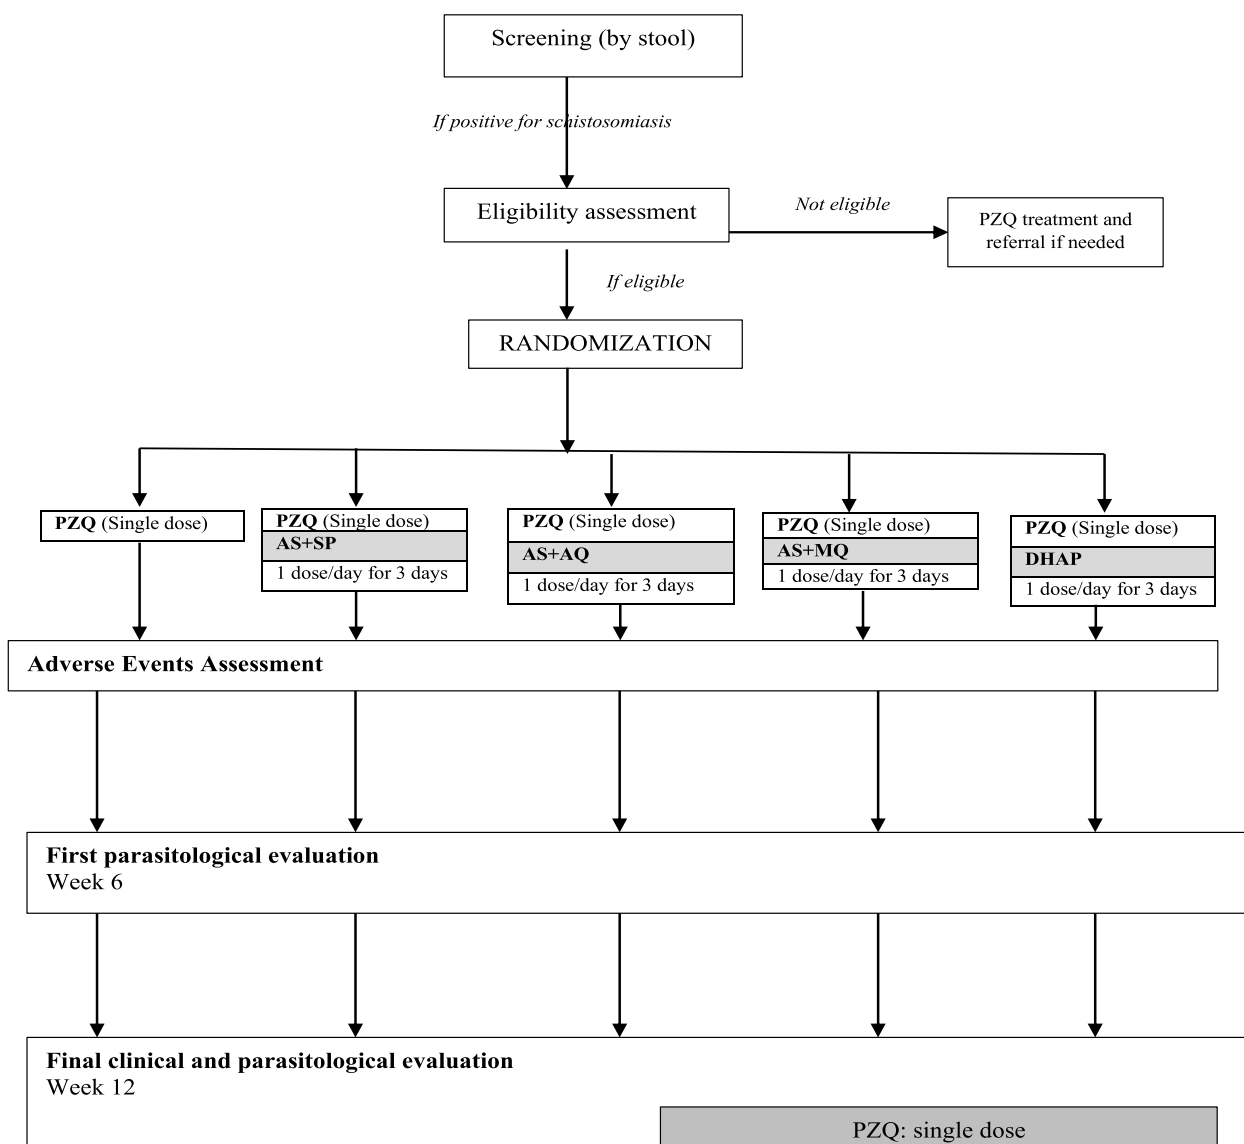 Screening (by stool)
If positive for schistosomiasis
Eligibility assessment
Not eligible
PZQ treatment and
referral if needed
If eligible
RANDOMIZATION
PZQ (Single dose)
PZQ (Single dose)
AS+SP
1 dose/day for 3 days
PZQ (Single dose)
AS+AQ
1 dose/day for 3 days
PZQ (Single dose)
AS+MQ
1 dose/day for 3 days
PZQ (Single dose)
DHAP
1 dose/day for 3 days
Adverse Events Assessment
First parasitological evaluation
Week 6
Final clinical and parasitological evaluation
Week 12
PZQ: single dose